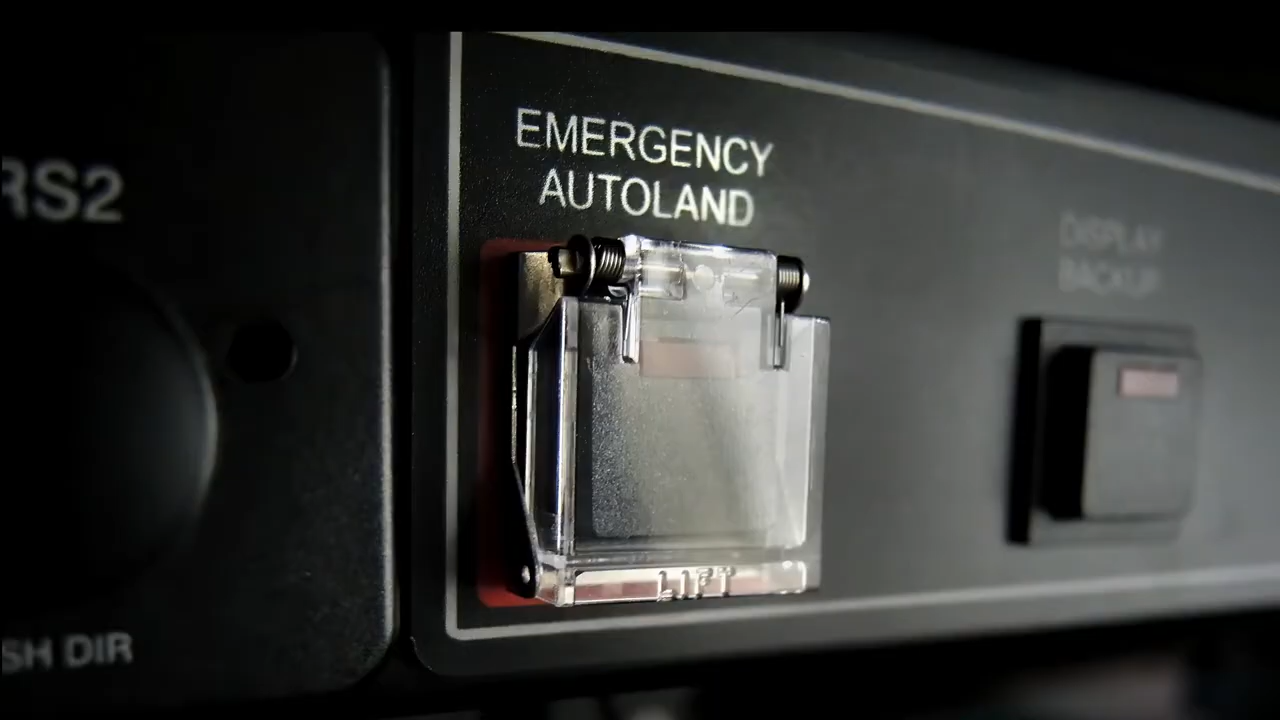 EMERGENCY
AUTOLAND
RS2
DISPLAY
BACKUP
LIFT
SH DIR